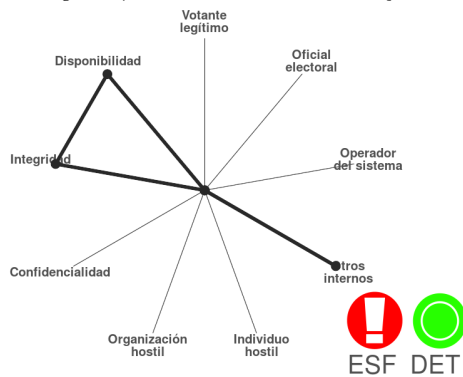 Votante
legítimo
Disponibilidad
Oficial
electoral
Integridad
Operador
del sistema
Confidencialidad
Otros
internos
Organización
hostil
Individuo
hostil
ESF DET